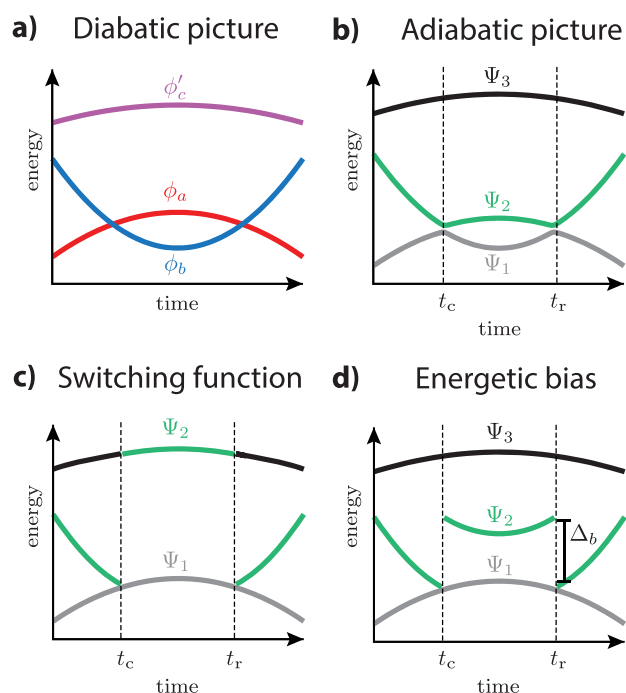 a) Diabatic picture
energy
ϕ′c
ϕa
ϕb
time
b) Adiabatic picture
energy
Ψ3
Ψ2
Ψ1
tc
tr
time
c) Switching function
energy
Ψ2
Ψ1
tc
tr
time
d) Energetic bias
energy
Ψ3
Ψ2
Δb
Ψ1
tc
tr
time